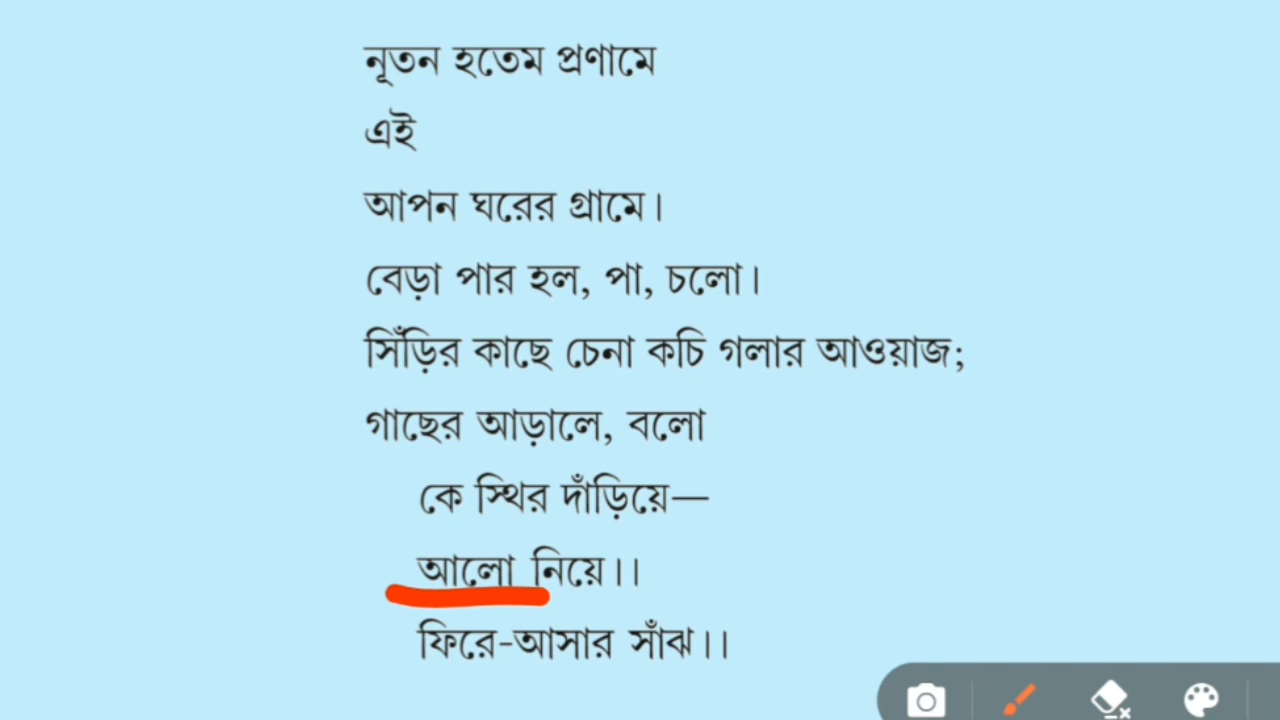 নূতন হতেম প্রণামে
এই
আপন ঘরের গ্রামে।
বেড়া পার হল, পা, চলো।
সিঁড়ির কাছে চেনা কচি গলার আওয়াজ;
গাছের আড়ালে, বলো
কে স্থির দাঁড়িয়ে—
আলো নিয়ে।।
ফিরে-আসার সাঁঝ।।